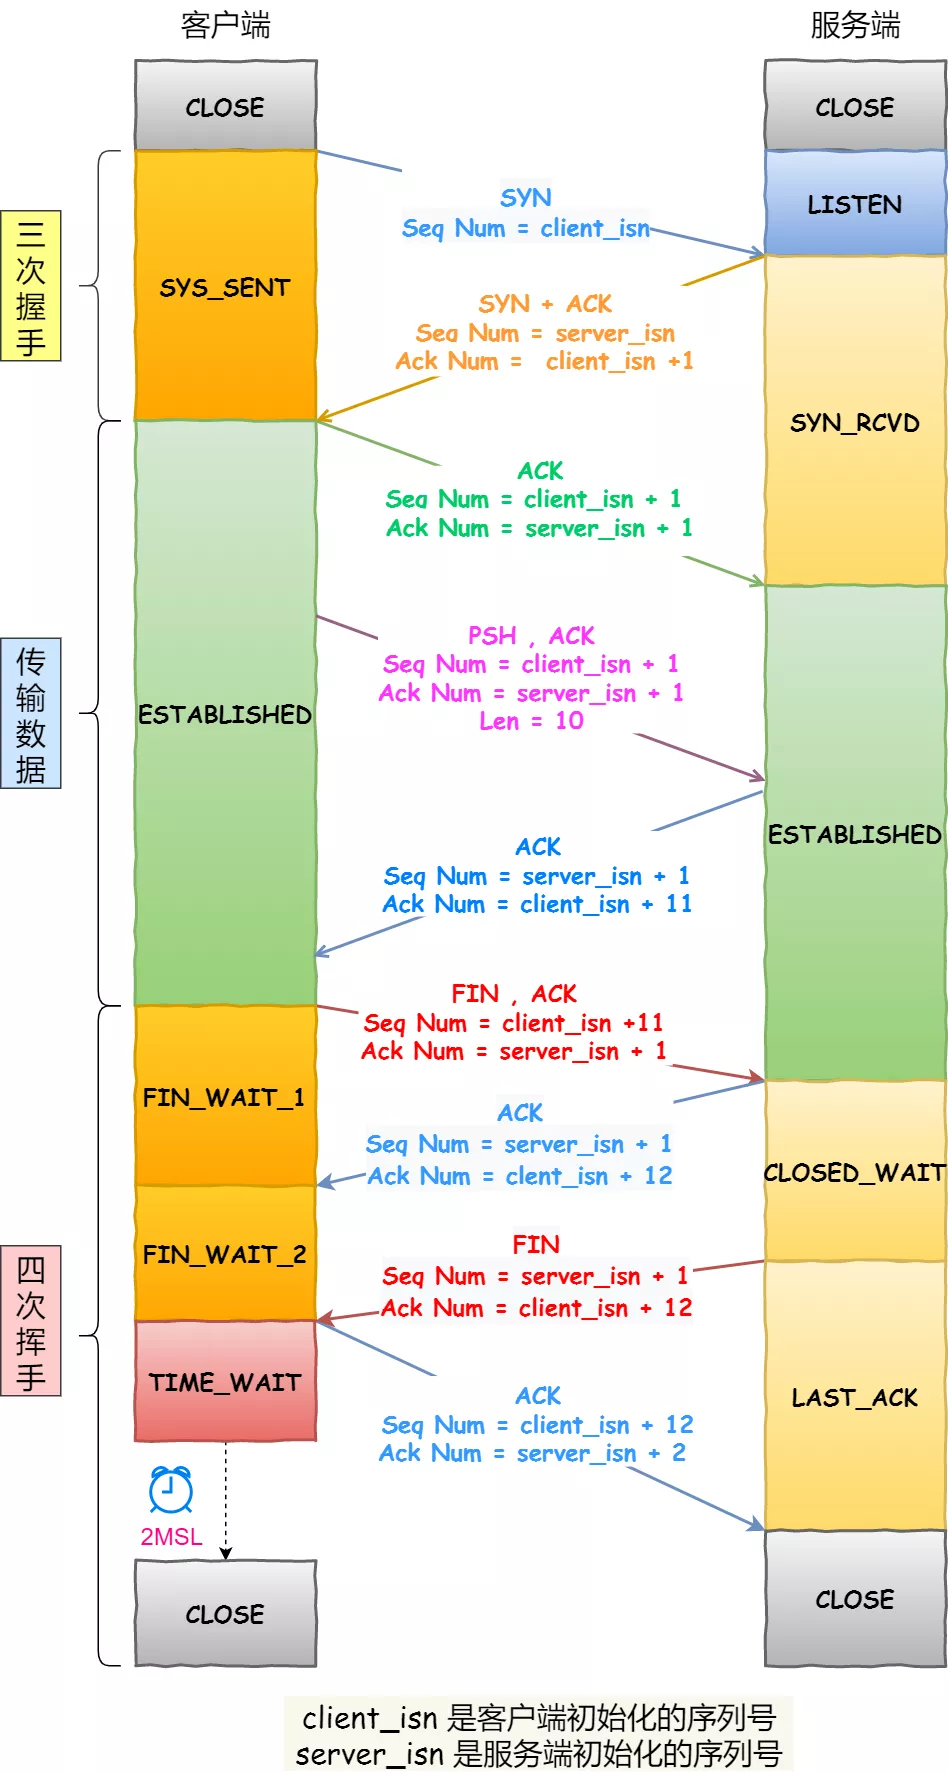 客户端
服务端
CLOSE
CLOSE
三次握手
SYS_SENT
LISTEN
SYN
Seq Num = client_isn
SYN + ACK
Seq Num = server_isn
Ack Num = client_isn +1
SYN_RCVD
传输数据
ESTABLISHED
ACK
Seq Num = client_isn + 1
Ack Num = server_isn + 1
PSH , ACK
Seq Num = client_isn + 1
Ack Num = server_isn + 1
Len = 10
ESTABLISHED
ACK
Seq Num = server_isn + 1
Ack Num = client_isn + 11
四次挥手
FIN_WAIT_1
FIN , ACK
Seq Num = client_isn +11
Ack Num = server_isn + 1
ACK
Seq Num = server_isn + 1
Ack Num = clent_isn + 12
CLOSED_WAIT
FIN_WAIT_2
FIN
Seq Num = server_isn + 1
Ack Num = client_isn + 12
TIME_WAIT
LAST_ACK
ACK
Seq Num = client_isn + 12
Ack Num = server_isn + 2
2MSL
CLOSE
CLOSE
client_isn 是客户端初始化的序列号
server_isn 是服务端初始化的序列号